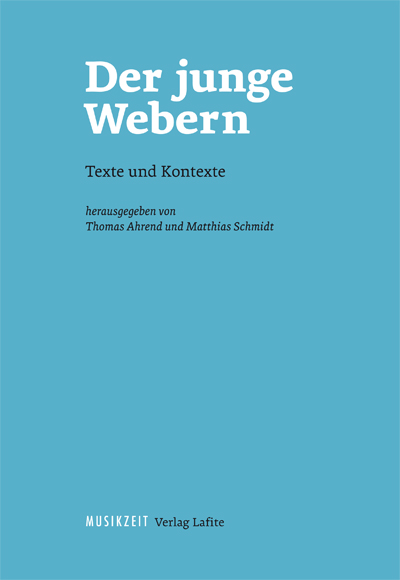 Der junge
Webern
Texte und Kontexte
herausgegeben von
Thomas Ahrend und Matthias Schmidt
MUSIKZEIT Verlag Lafite